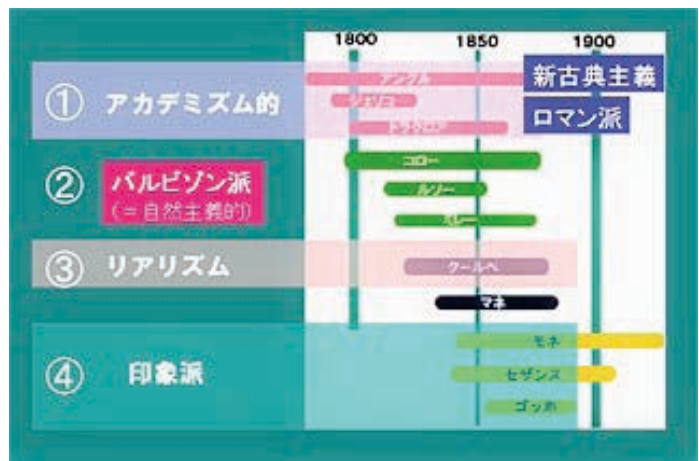 1800 1850 1900
① アカデミズム的
アングル
ジェリコー
ドラクロア
新古典主義
ロマン派
② バルビゾン派
(=自然主義的)
コロー
ルソー
ミレー
③ リアリズム
クールベ
マネ
④ 印象派
モネ
セザンヌ
ゴッホ